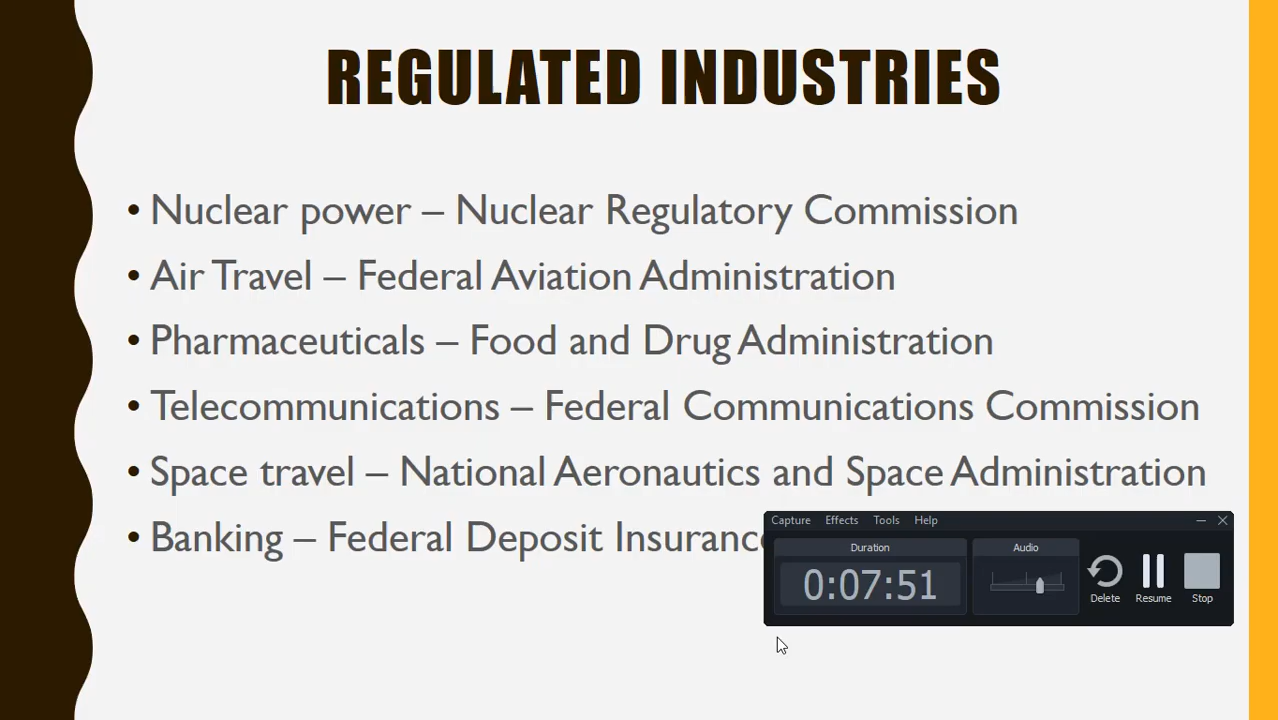 REGULATED INDUSTRIES
• Nuclear power – Nuclear Regulatory Commission
• Air Travel – Federal Aviation Administration
• Pharmaceuticals – Food and Drug Administration
• Telecommunications – Federal Communications Commission
• Space travel – National Aeronautics and Space Administration
• Banking – Federal Deposit Insurance
Capture Effects Tools Help
Duration Audio
0:07:51
Delete Resume Stop